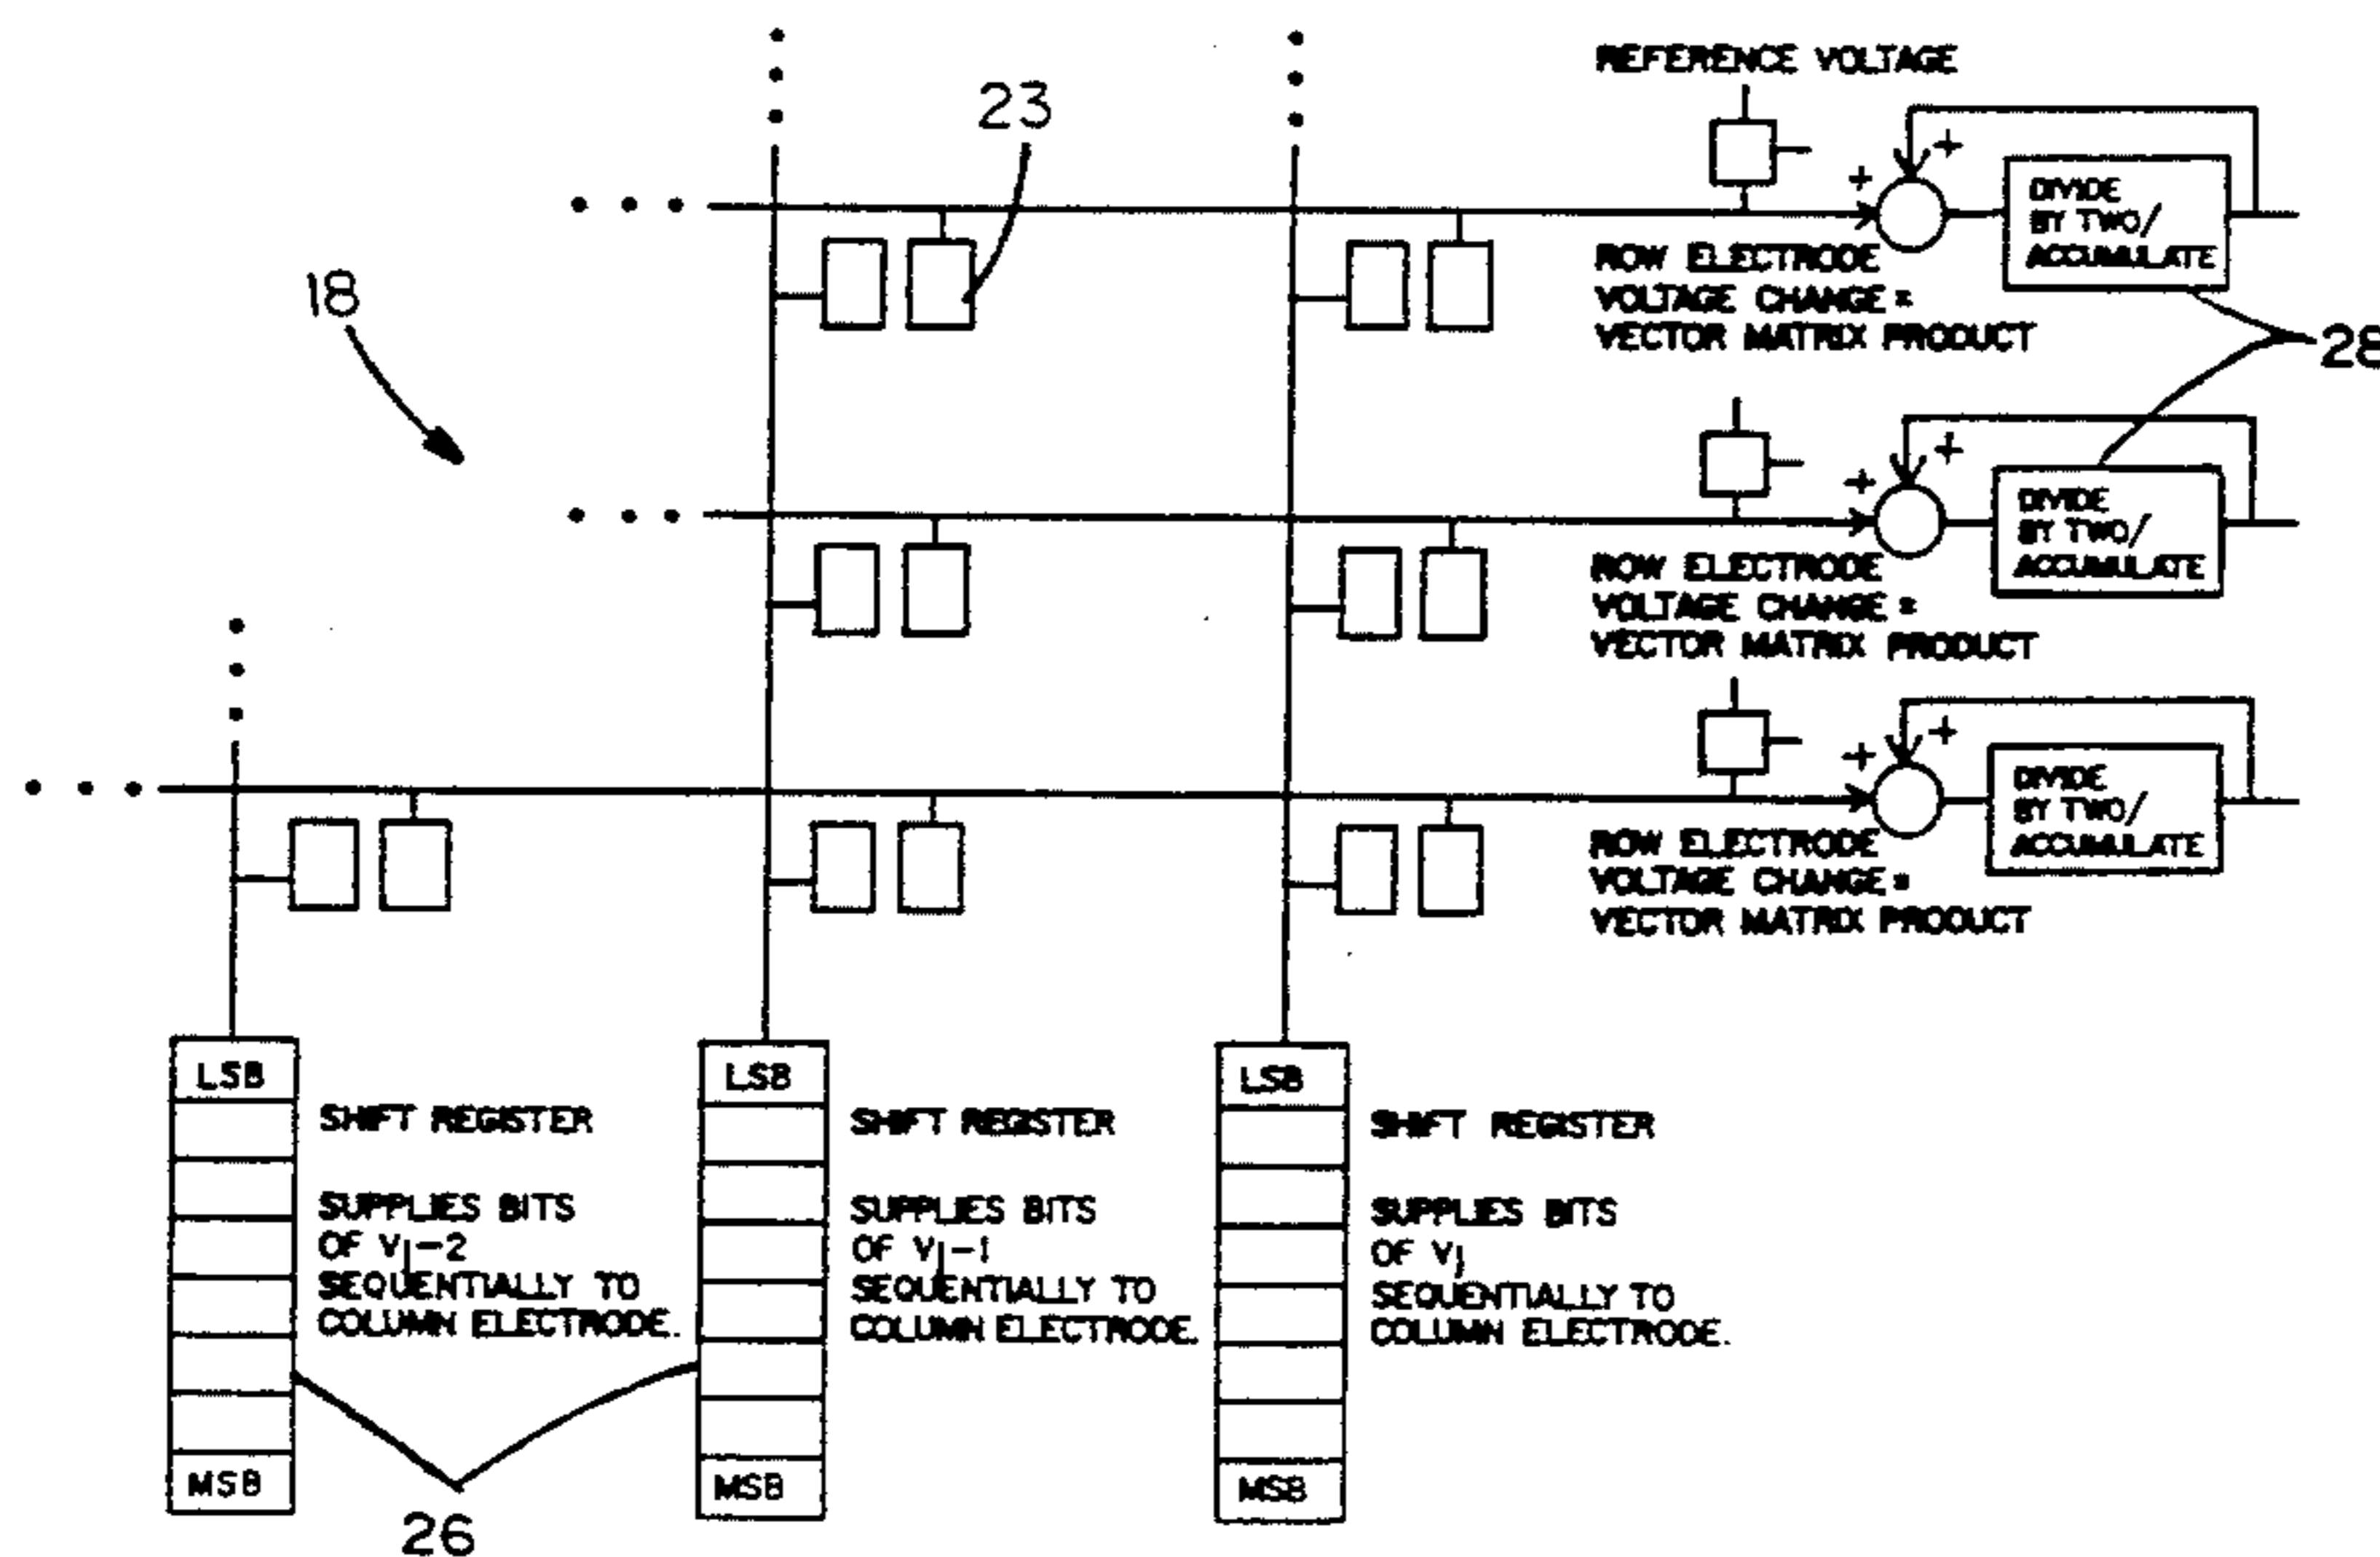 REFERENCE VOLTAGE
23
+
+
DIVIDE
BY TWO/
ACCUMULATE
ROW ELECTRODE
VOLTAGE CHANGE =
VECTOR MATRIX PRODUCT
18
28
+
+
DIVIDE
BY TWO/
ACCUMULATE
ROW ELECTRODE
VOLTAGE CHANGE =
VECTOR MATRIX PRODUCT
+
+
DIVIDE
BY TWO/
ACCUMULATE
ROW ELECTRODE
VOLTAGE CHANGE =
VECTOR MATRIX PRODUCT
LSB
SHIFT REGISTER
SUPPLIES BITS
OF Vj-2
SEQUENTIALLY TO
COLUMN ELECTRODE.
MSB
LSB
SHIFT REGISTER
SUPPLIES BITS
OF Vj-1
SEQUENTIALLY TO
COLUMN ELECTRODE.
MSB
LSB
SHIFT REGISTER
SUPPLIES BITS
OF Vj
SEQUENTIALLY TO
COLUMN ELECTRODE.
MSB
26